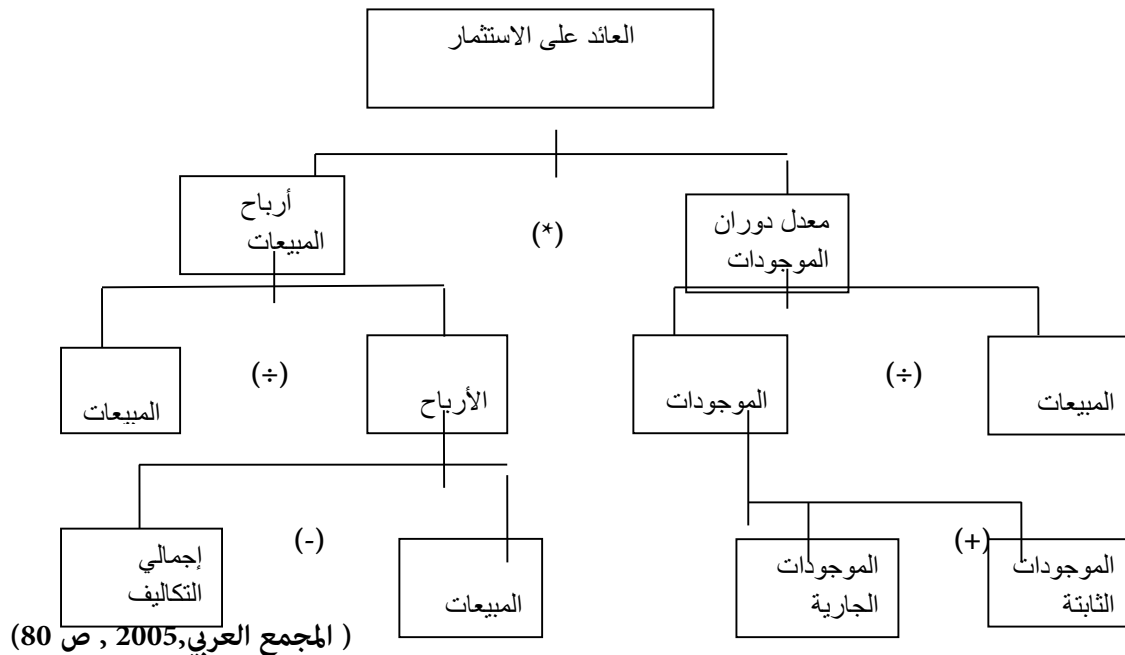 العائد على الاستثمار
أرباح
المبيعات
(*)
معدل دوران
الموجودات
المبيعات
(÷)
الموجودات
الأرباح
(÷)
المبيعات
الموجودات
الثابتة
(+)
الموجودات
الجارية
المبيعات
(-)
إجمالي
التكاليف
( المجمع العربي,2005 , ص 80)